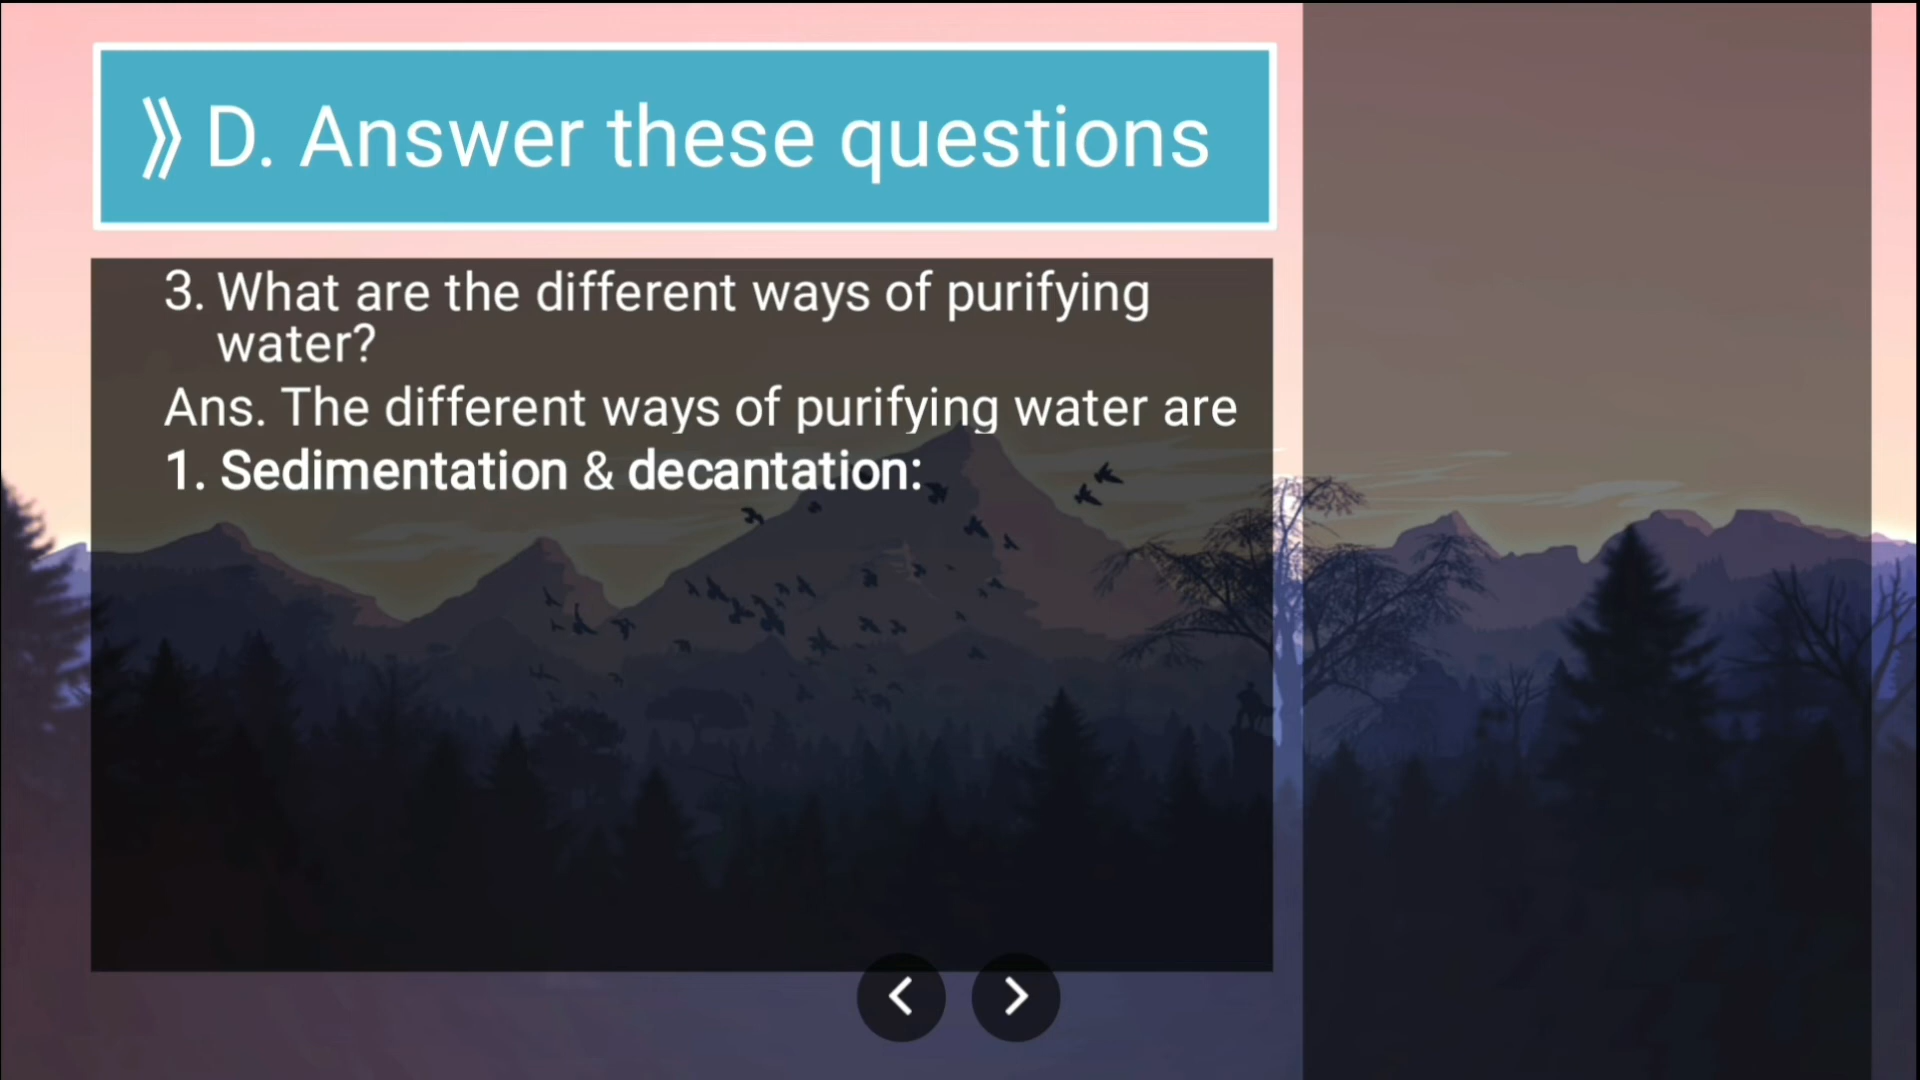 D. Answer these questions
3. What are the different ways of purifying
water?
Ans. The different ways of purifying water are
1. Sedimentation & decantation: